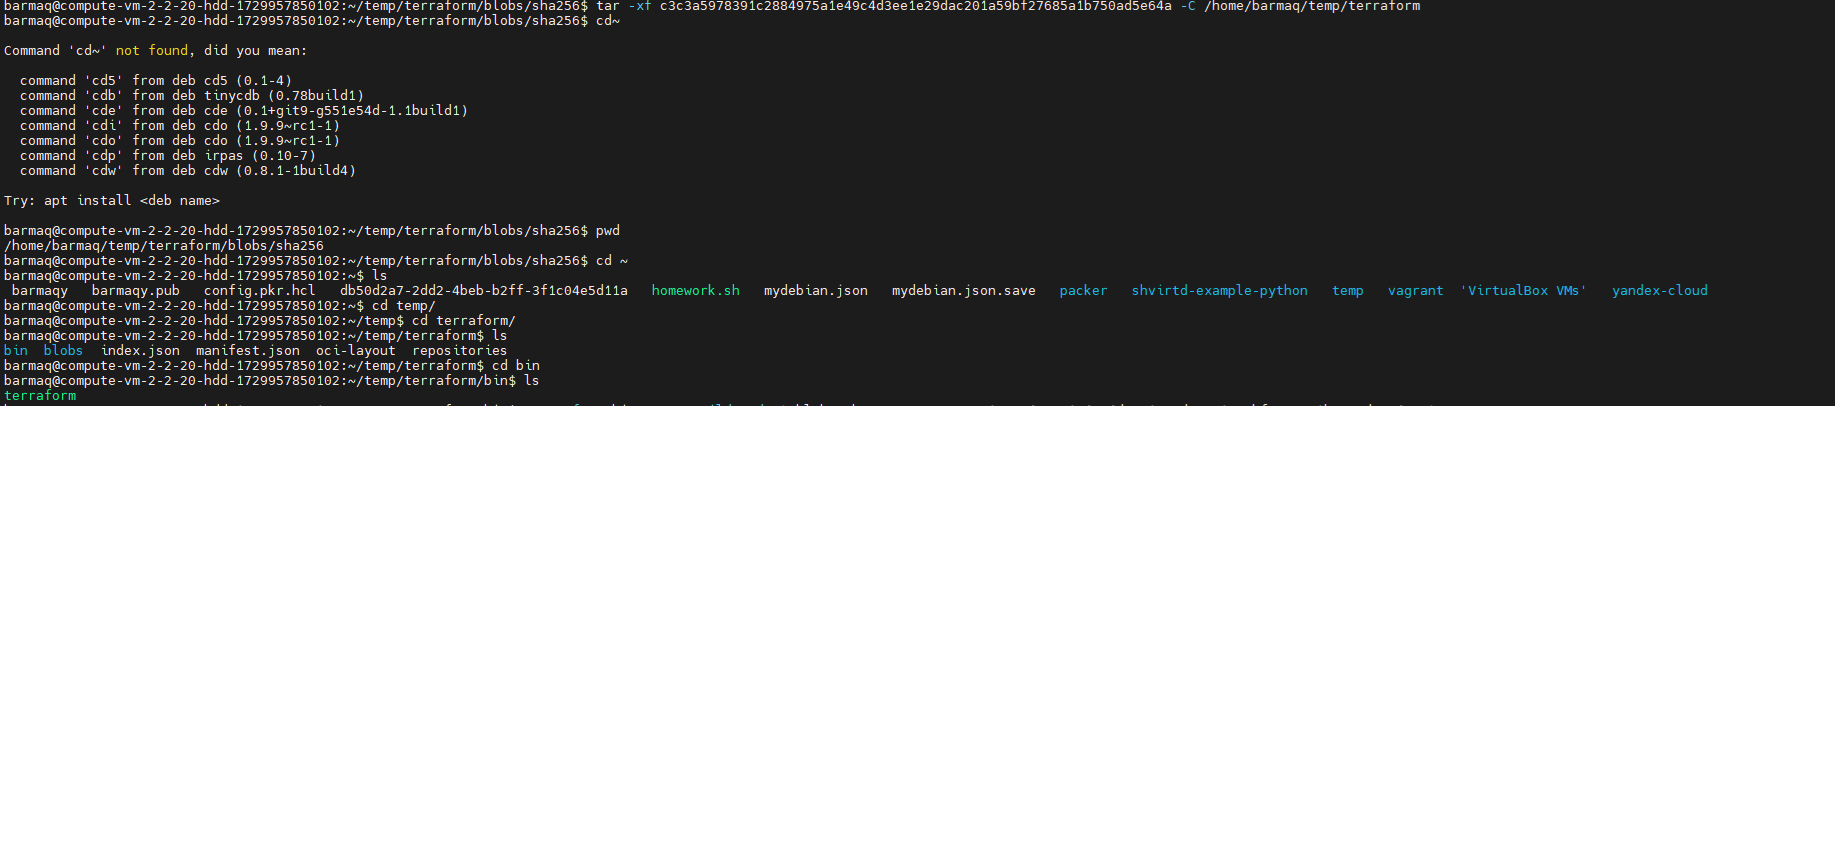 barmaq@compute-vm-2-2-20-hdd-1729957850102:~/temp/terraform/blobs/sha256$ tar -xf c3c3a5978391c2884975a1e49c4d3ee1e29dac201a59bf27685a1b750ad5e64a -C /home/barmaq/temp/terraform
barmaq@compute-vm-2-2-20-hdd-1729957850102:~/temp/terraform/blobs/sha256$ cd~
Command 'cd~' not found, did you mean:
command 'cd5' from deb cd5 (0.1-4)
command 'cdb' from deb tinycdb (0.78build1)
command 'cde' from deb cde (0.1+git9-g551e54d-1.1build1)
command 'cdi' from deb cdo (1.9.9~rc1-1)
command 'cdo' from deb cdo (1.9.9~rc1-1)
command 'cdp' from deb irpas (0.10-7)
command 'cdw' from deb cdw (0.8.1-1build4)
Try: apt install <deb name>
barmaq@compute-vm-2-2-20-hdd-1729957850102:~/temp/terraform/blobs/sha256$ pwd
/home/barmaq/temp/terraform/blobs/sha256
barmaq@compute-vm-2-2-20-hdd-1729957850102:~/temp/terraform/blobs/sha256$ cd ~
barmaq@compute-vm-2-2-20-hdd-1729957850102:~$ ls
barmaqy barmaqy.pub config.pkr.hcl db50d2a7-2dd2-4beb-b2ff-3f1c04e5d11a homework.sh mydebian.json mydebian.json.save packer shvirtd-example-python temp vagrant 'VirtualBox VMs' yandex-cloud
barmaq@compute-vm-2-2-20-hdd-1729957850102:~$ cd temp/
barmaq@compute-vm-2-2-20-hdd-1729957850102:~/temp$ cd terraform/
barmaq@compute-vm-2-2-20-hdd-1729957850102:~/temp/terraform$ ls
bin blobs index.json manifest.json oci-layout repositories
barmaq@compute-vm-2-2-20-hdd-1729957850102:~/temp/terraform$ cd bin
barmaq@compute-vm-2-2-20-hdd-1729957850102:~/temp/terraform/bin$ ls
terraform